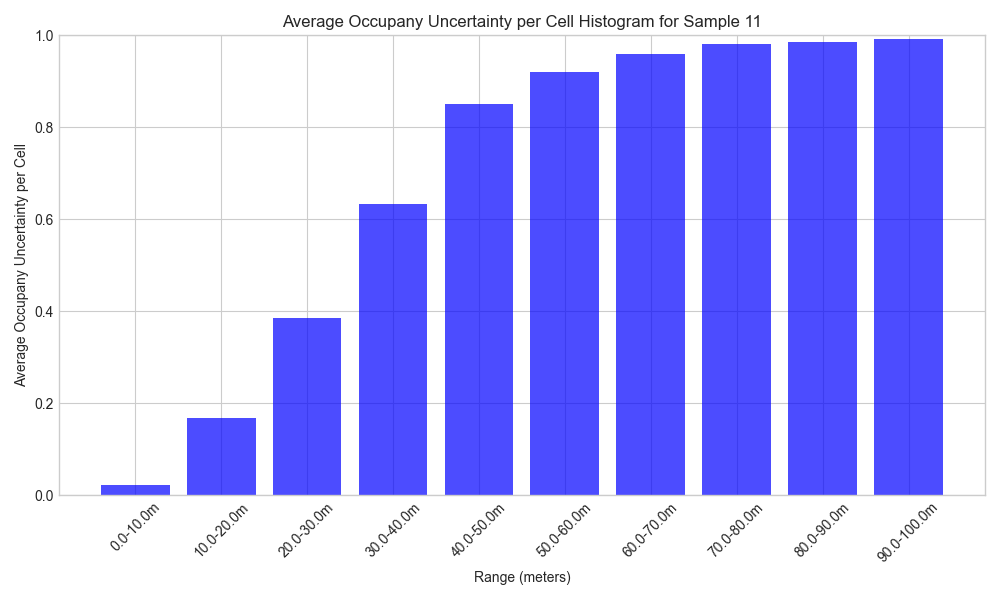 Average Occupany Uncertainty per Cell Histogram for Sample 11
Average Occupany Uncertainty per Cell
1.0
0.8
0.6
0.4
0.2
0.0
0.0-10.0m
10.0-20.0m
20.0-30.0m
30.0-40.0m
40.0-50.0m
50.0-60.0m
60.0-70.0m
70.0-80.0m
80.0-90.0m
90.0-100.0m
Range (meters)